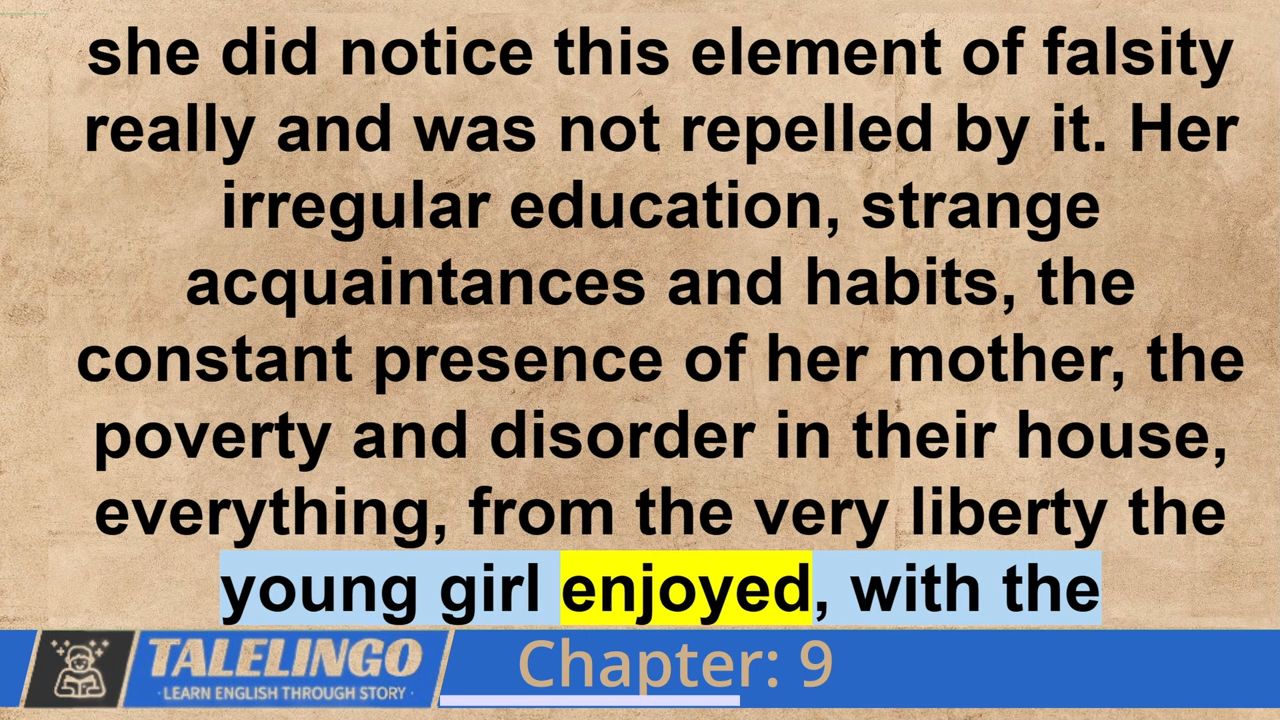 she did notice this element of falsity
really and was not repelled by it. Her
irregular education, strange
acquaintances and habits, the
constant presence of her mother, the
poverty and disorder in their house,
everything, from the very liberty the
young girl enjoyed, with the
TALELINGO
· LEARN ENGLISH THROUGH STORY ·
Chapter: 9